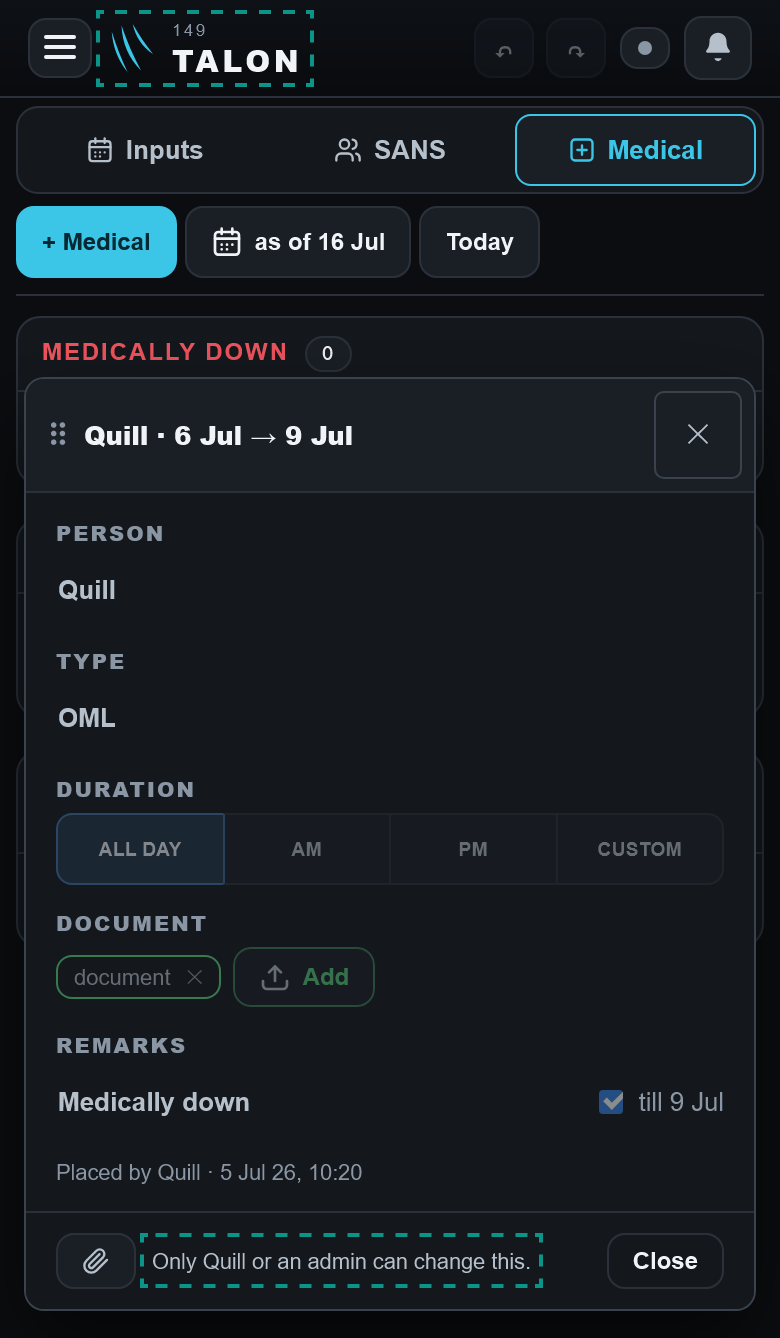 149
TALON
Inputs
SANS
Medical
+ Medical
as of 16 Jul
Today
MEDICALLY DOWN 0
Quill · 6 Jul → 9 Jul
PERSON
Quill
TYPE
OML
DURATION
ALL DAY
AM
PM
CUSTOM
DOCUMENT
document
Add
REMARKS
Medically down
till 9 Jul
Placed by Quill · 5 Jul 26, 10:20
Only Quill or an admin can change this.
Close